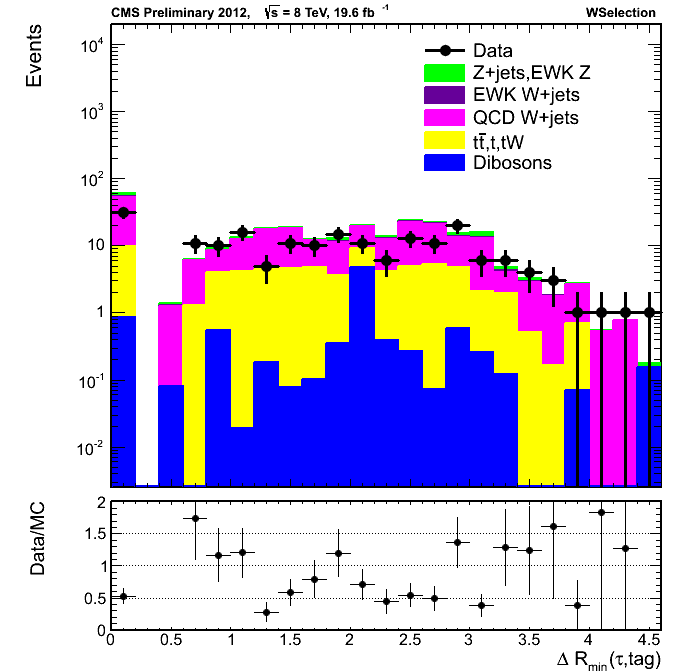 CMS Preliminary 2012, √s = 8 TeV, 19.6 fb⁻¹ WSelection
Events
10⁴
10³
10²
10
1
10⁻¹
10⁻²
Data
Z+jets,EWK Z
EWK W+jets
QCD W+jets
tt̅,t,tW
Dibosons
Data/MC
2
1.5
1
0.5
0
0 0.5 1 1.5 2 2.5 3 3.5 4 4.5
Δ R_min(τ,tag)